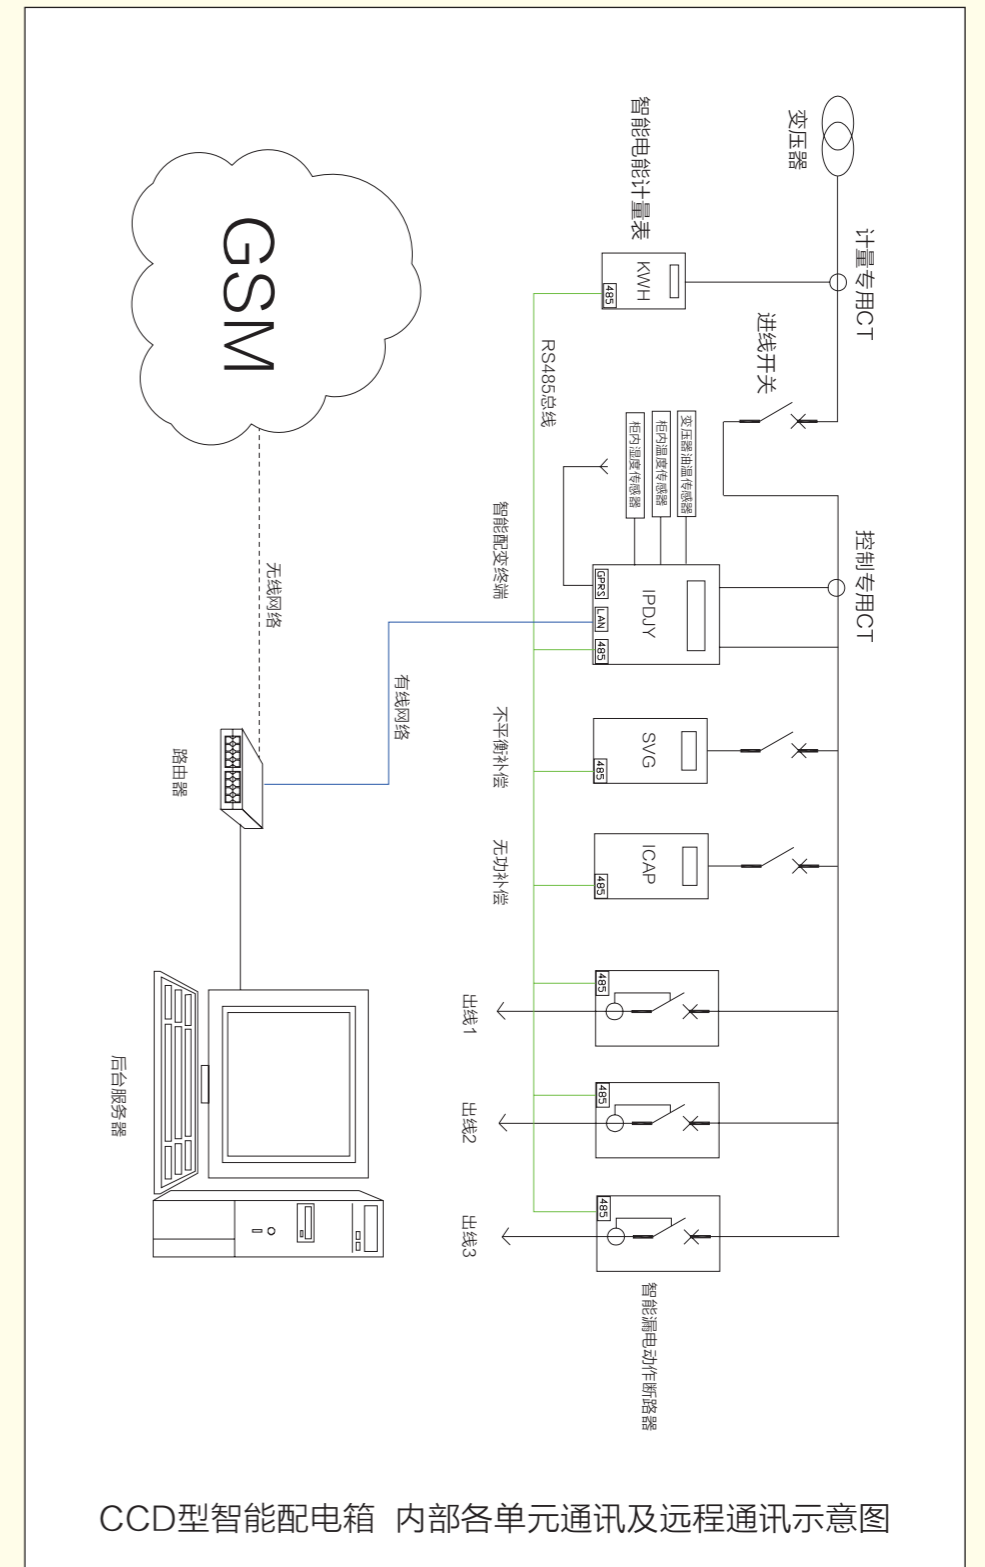 变压器
计量专用CT
进线开关
控制专用CT
智能电能计量表
KWH
485
RS485总线
变压器油温传感器
柜内温度传感器
柜内湿度传感器
智能配变终端
IPDJY
GPRS
LAN
485
SVG
485
不平衡补偿
ICAP
485
无功补偿
485
出线1
485
出线2
485
出线3
智能漏电动作断路器
GSM
无线网络
有线网络
路由器
后台服务器
CCD型智能配电箱 内部各单元通讯及远程通讯示意图